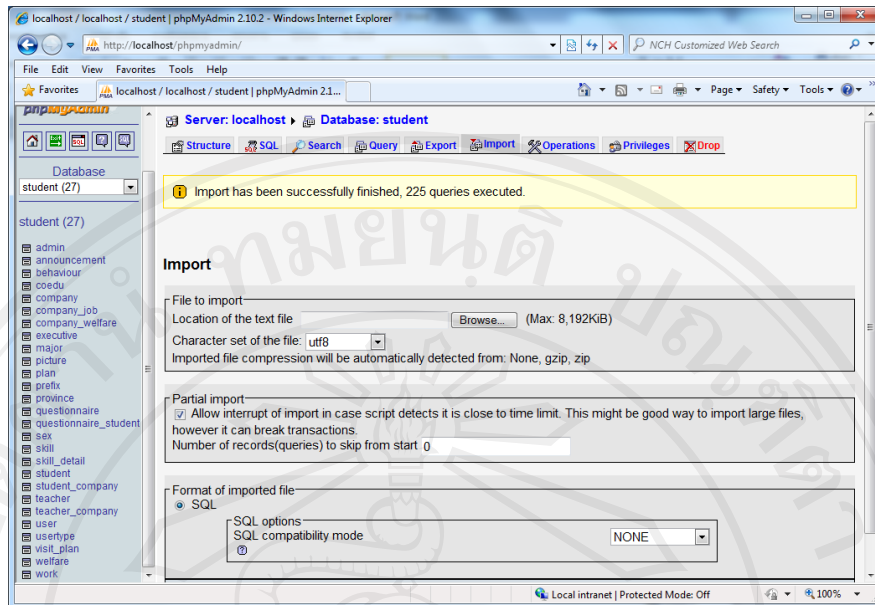 localhost / localhost / student | phpMyAdmin 2.10.2 - Windows Internet Explorer
http://localhost/phpmyadmin/
NCH Customized Web Search
File Edit View Favorites Tools Help
Favorites localhost / localhost / student | phpMyAdmin 2.1...
Page Safety Tools
phpMyAdmin
Server: localhost Database: student
Structure SQL Search Query Export Import Operations Privileges Drop
Database
student (27)
Import has been successfully finished, 225 queries executed.
student (27)
admin
announcement
behaviour
coedu
company
company_job
company_welfare
executive
major
picture
plan
prefix
province
questionnaire
questionnaire_student
sex
skill
skill_detail
student
student_company
teacher
teacher_company
user
usertype
visit_plan
welfare
work
Import
File to import
Location of the text file Browse... (Max: 8,192KiB)
Character set of the file: utf8
Imported file compression will be automatically detected from: None, gzip, zip
Partial import
Allow interrupt of import in case script detects it is close to time limit. This might be good way to import large files,
however it can break transactions.
Number of records(queries) to skip from start 0
Format of imported file
SQL
SQL options
SQL compatibility mode NONE
Local intranet | Protected Mode: Off 100%